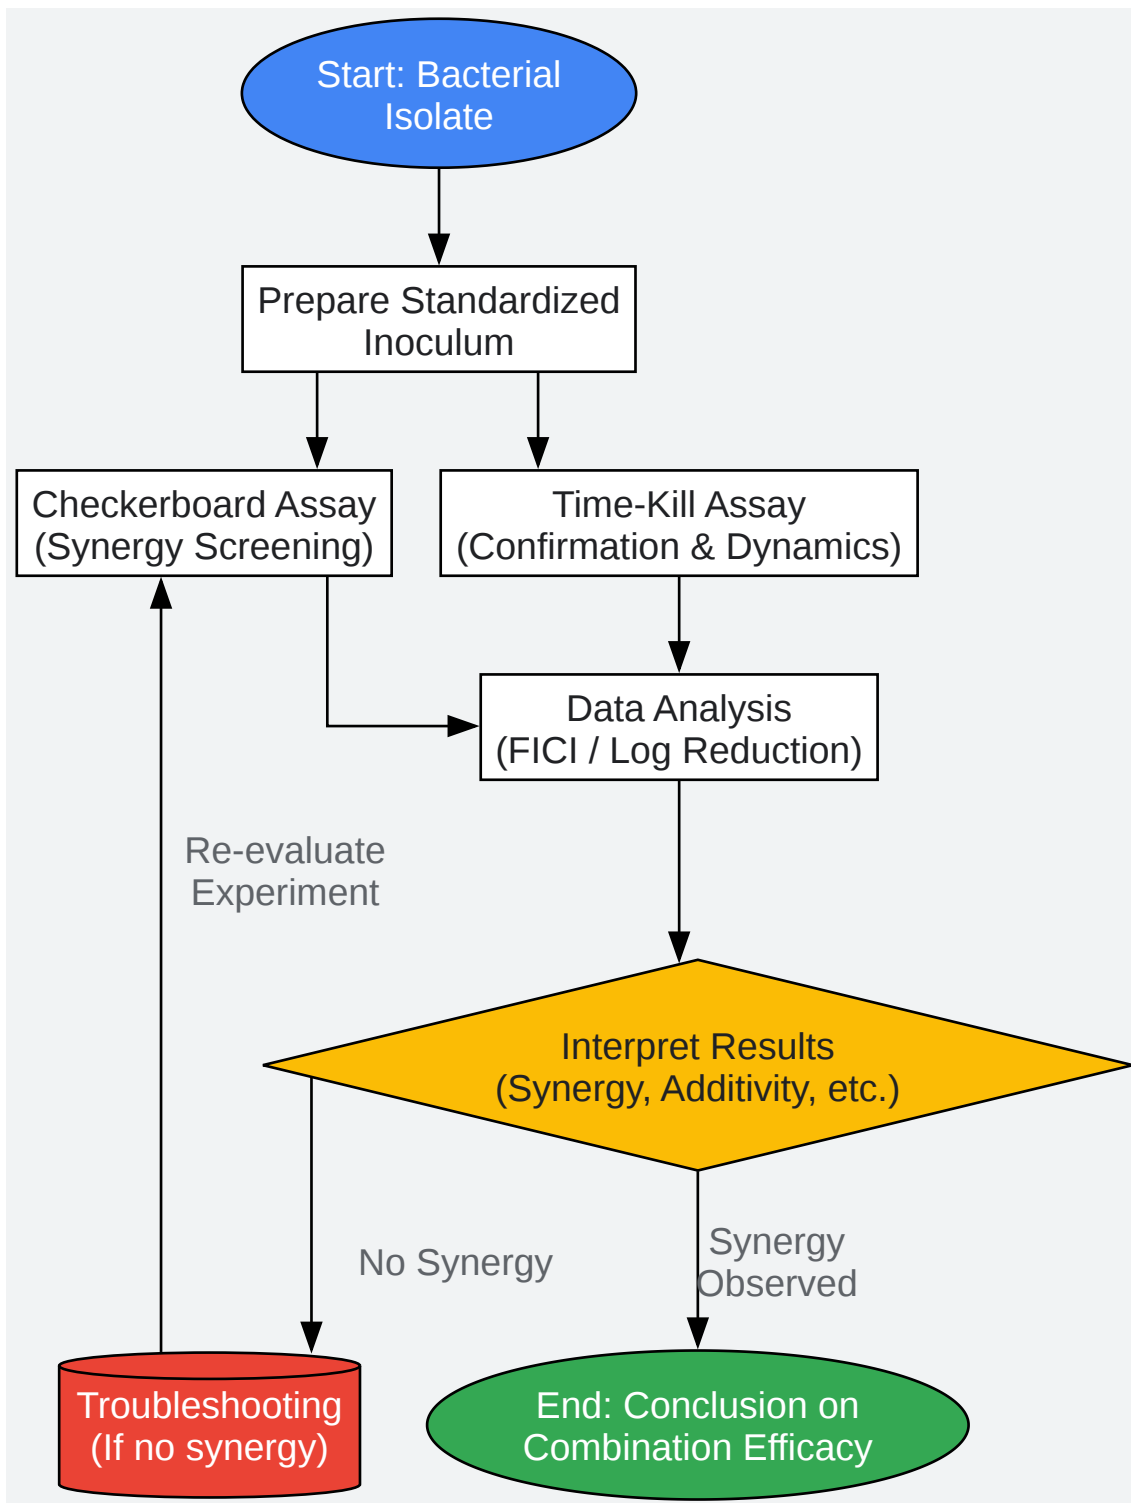 Start: Bacterial
Isolate
Prepare Standardized
Inoculum
Checkerboard Assay
(Synergy Screening)
Time-Kill Assay
(Confirmation & Dynamics)
Data Analysis
(FICI / Log Reduction)
Re-evaluate
Experiment
Interpret Results
(Synergy, Additivity, etc.)
No Synergy
Synergy
Observed
Troubleshooting
(If no synergy)
End: Conclusion on
Combination Efficacy